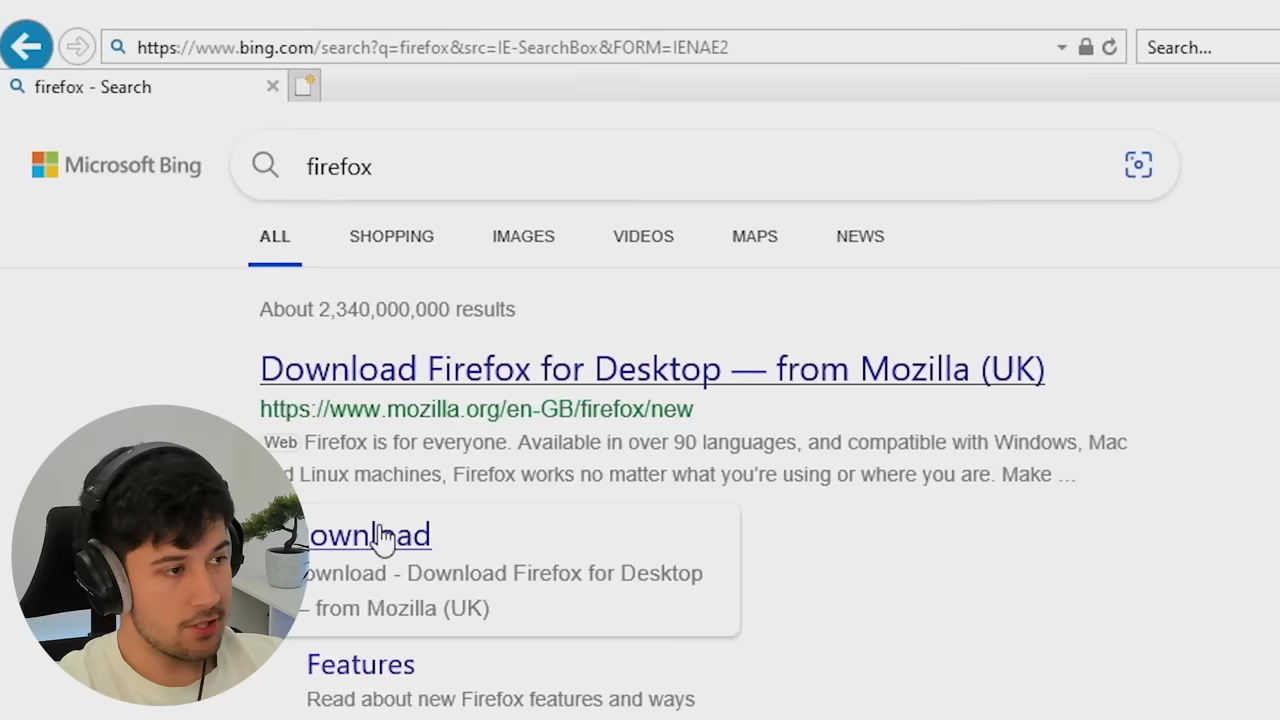 https://www.bing.com/search?q=firefox&src=IE-SearchBox&FORM=IENAE2
Search...
firefox - Search
Microsoft Bing
firefox
ALL SHOPPING IMAGES VIDEOS MAPS NEWS
About 2,340,000,000 results
Download Firefox for Desktop — from Mozilla (UK)
https://www.mozilla.org/en-GB/firefox/new
Web Firefox is for everyone. Available in over 90 languages, and compatible with Windows, Mac
d Linux machines, Firefox works no matter what you're using or where you are. Make ...
ownload
ownload - Download Firefox for Desktop
– from Mozilla (UK)
Features
Read about new Firefox features and ways